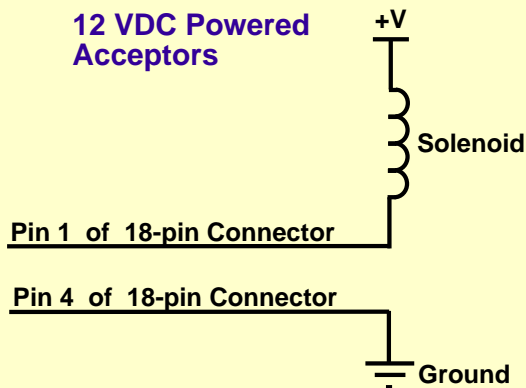 12 VDC Powered
Acceptors
+V
Solenoid
Pin 1 of 18-pin Connector
Pin 4 of 18-pin Connector
Ground